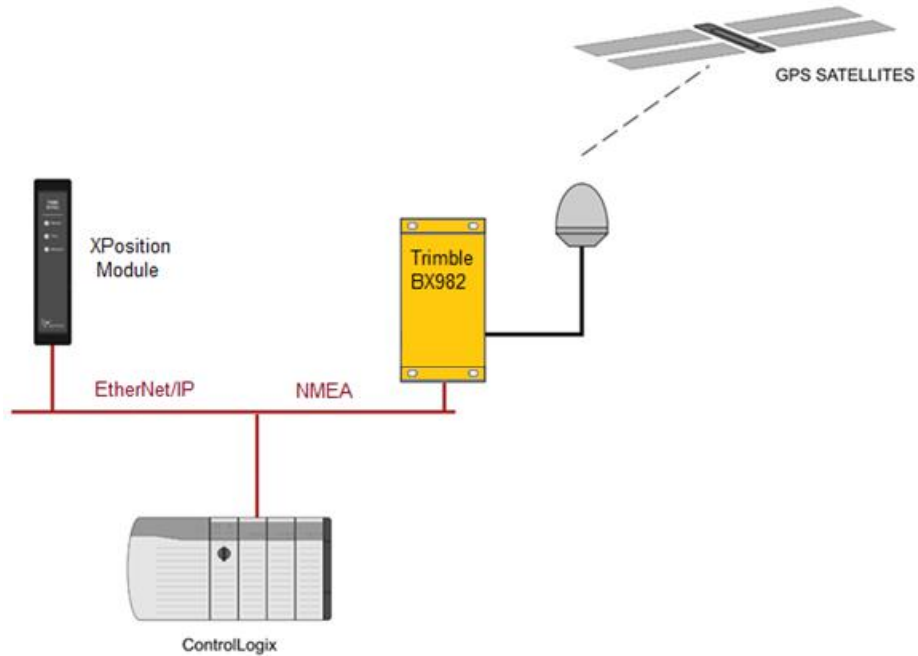 GPS SATELLITES
XPosition
Module
Trimble
BX982
EtherNet/IP
NMEA
ControlLogix